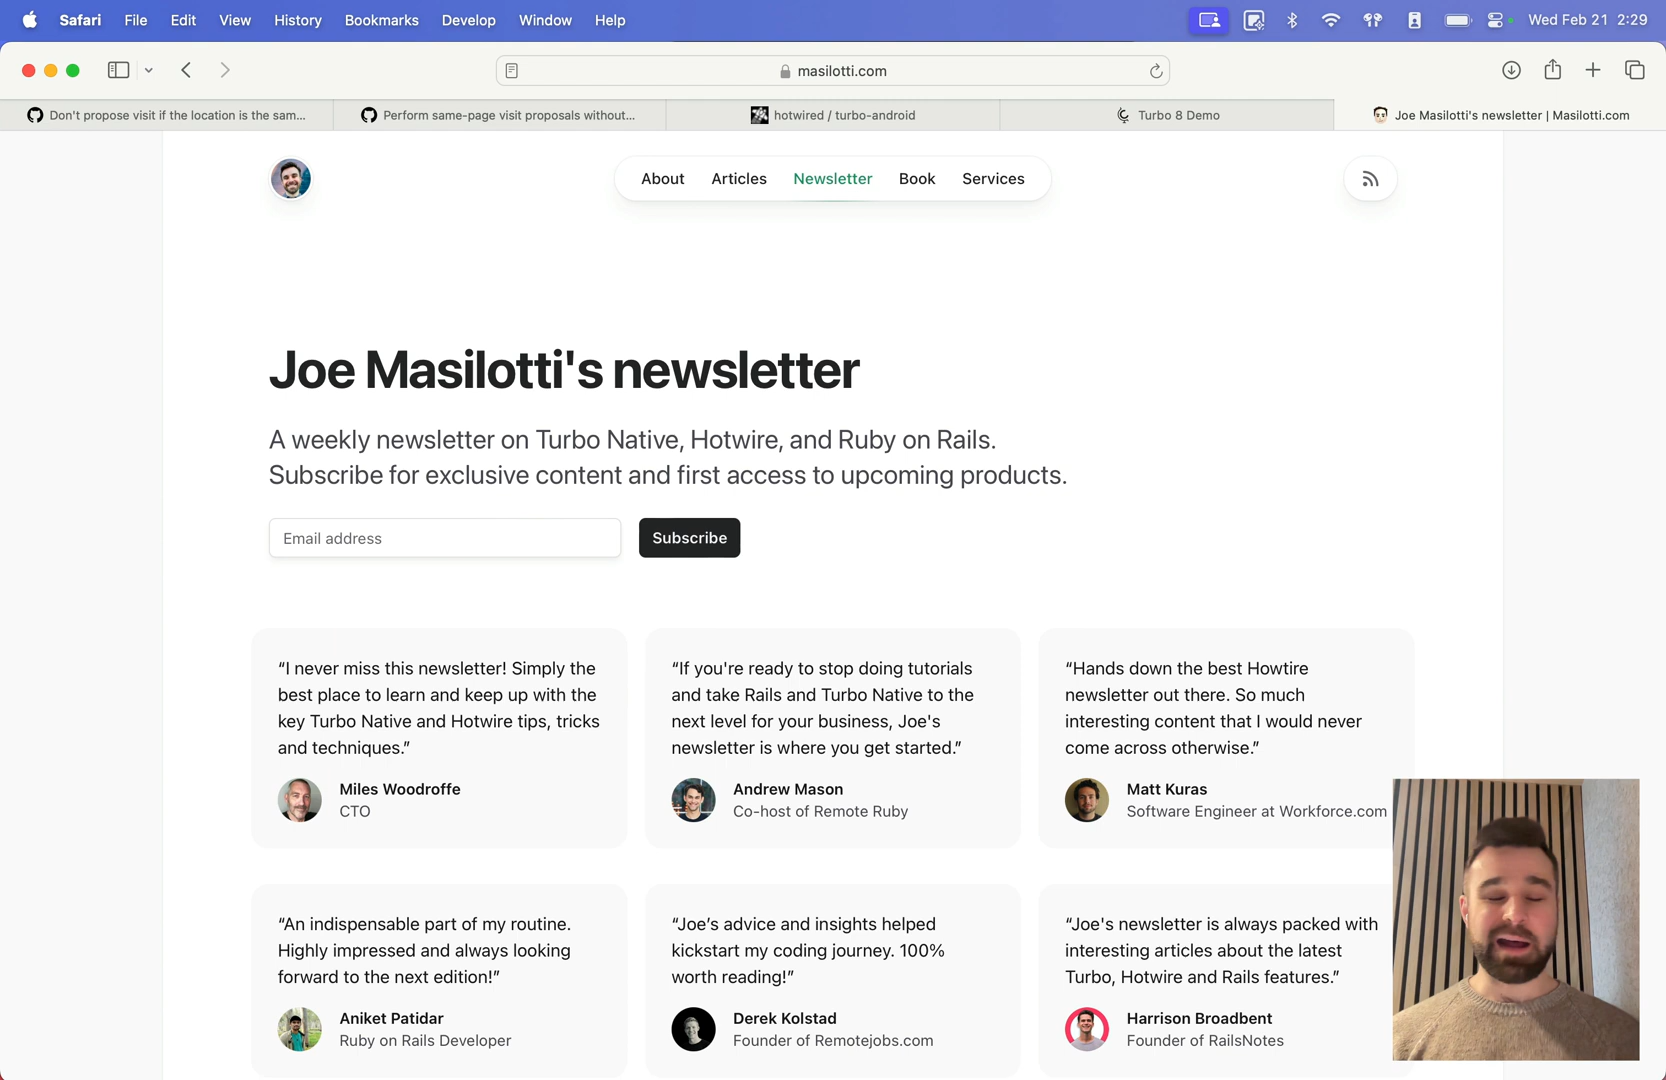 Safari File Edit View History Bookmarks Develop Window Help Wed Feb 21 2:29
masilotti.com
Don't propose visit if the location is the sam...
Perform same-page visit proposals without...
hotwired / turbo-android
Turbo 8 Demo
Joe Masilotti's newsletter | Masilotti.com
About Articles Newsletter Book Services
Joe Masilotti's newsletter
A weekly newsletter on Turbo Native, Hotwire, and Ruby on Rails.
Subscribe for exclusive content and first access to upcoming products.
Email address Subscribe
“I never miss this newsletter! Simply the
best place to learn and keep up with the
key Turbo Native and Hotwire tips, tricks
and techniques.”
Miles Woodroffe
CTO
“If you're ready to stop doing tutorials
and take Rails and Turbo Native to the
next level for your business, Joe's
newsletter is where you get started.”
Andrew Mason
Co-host of Remote Ruby
“Hands down the best Howtire
newsletter out there. So much
interesting content that I would never
come across otherwise.”
Matt Kuras
Software Engineer at Workforce.com
“An indispensable part of my routine.
Highly impressed and always looking
forward to the next edition!”
Aniket Patidar
Ruby on Rails Developer
“Joe’s advice and insights helped
kickstart my coding journey. 100%
worth reading!”
Derek Kolstad
Founder of Remotejobs.com
“Joe's newsletter is always packed with
interesting articles about the latest
Turbo, Hotwire and Rails features.”
Harrison Broadbent
Founder of RailsNotes